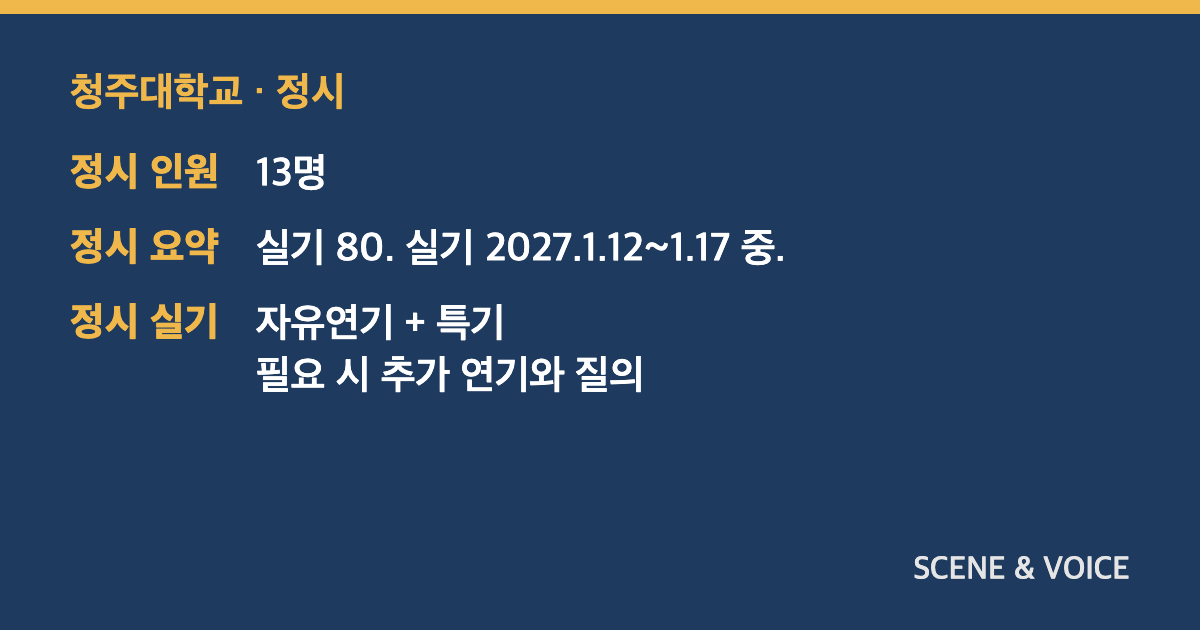 청주대학교 · 정시
정시 인원 13명
정시 요약 실기 80. 실기 2027.1.12~1.17 중.
정시 실기 자유연기 + 특기
필요 시 추가 연기와 질의
SCENE & VOICE